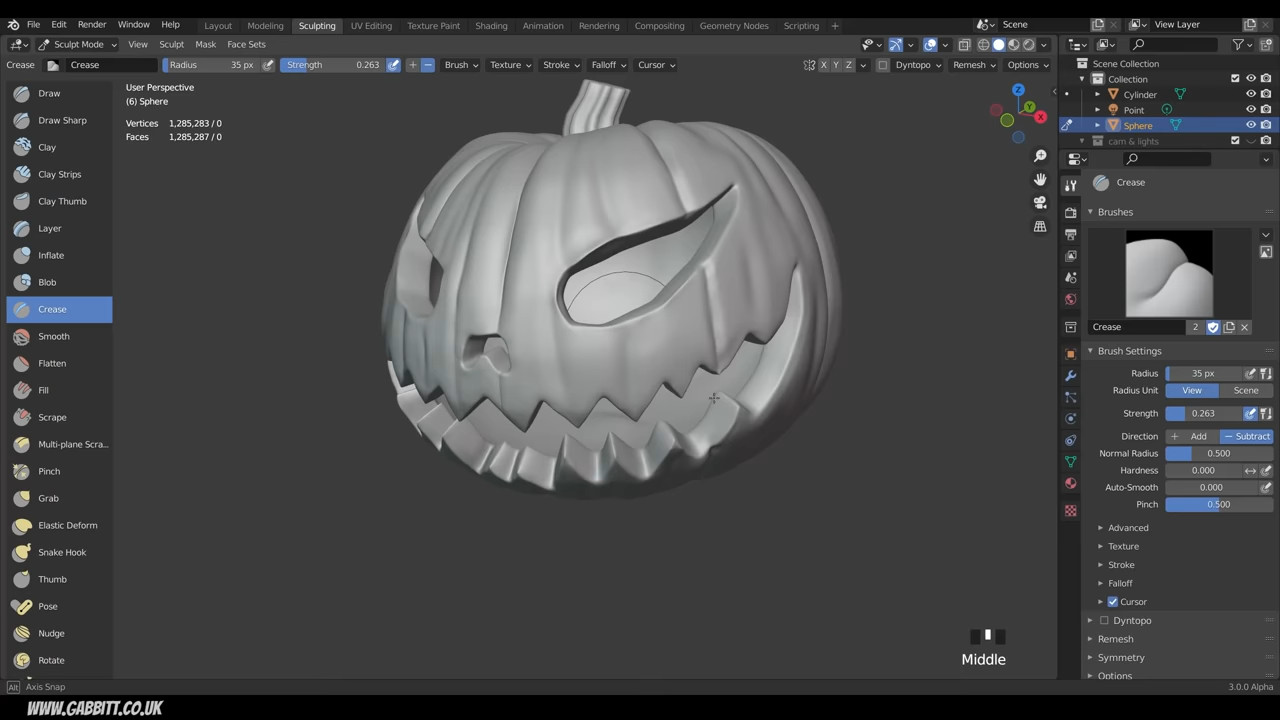 File Edit Render Window Help
Layout Modeling Sculpting UV Editing Texture Paint Shading Animation Rendering Compositing Geometry Nodes Scripting +
Scene View Layer
Sculpt Mode View Sculpt Mask Face Sets
Crease Crease Radius 35 px Strength 0.263 + − Brush Texture Stroke Falloff Cursor X Y Z Dyntopo Remesh Options
Draw
Draw Sharp
Clay
Clay Strips
Clay Thumb
Layer
Inflate
Blob
Crease
Smooth
Flatten
Fill
Scrape
Multi-plane Scra...
Pinch
Grab
Elastic Deform
Snake Hook
Thumb
Pose
Nudge
Rotate
User Perspective
(6) Sphere
Vertices 1,285,283 / 0
Faces 1,285,287 / 0
Z
Y
X
Middle
Scene Collection
Collection
Cylinder
Point
Sphere
cam & lights
Crease
Brushes
Crease 2
Brush Settings
Radius 35 px
Radius Unit View Scene
Strength 0.263
Direction + Add − Subtract
Normal Radius 0.500
Hardness 0.000
Auto-Smooth 0.000
Pinch 0.500
Advanced
Texture
Stroke
Falloff
Cursor
Dyntopo
Remesh
Symmetry
Options
Alt Axis Snap
3.0.0 Alpha
WWW.GABBITT.CO.UK